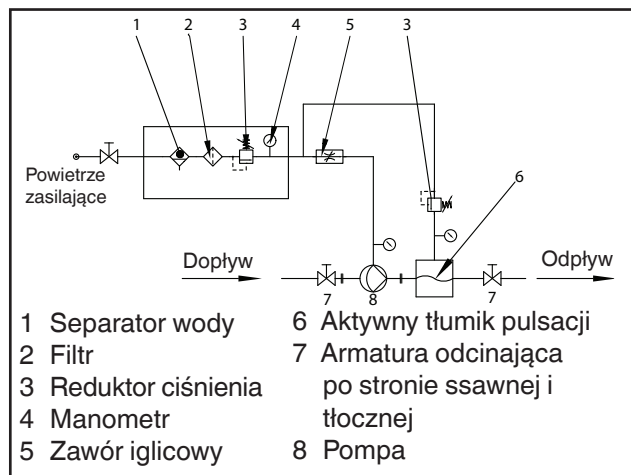 1 2 3 4 5 3
Powietrze
zasilające
6
Dopływ
Odpływ
7 8 7
1 Separator wody
2 Filtr
3 Reduktor ciśnienia
4 Manometr
5 Zawór iglicowy
6 Aktywny tłumik pulsacji
7 Armatura odcinająca
po stronie ssawnej i
tłocznej
8 Pompa